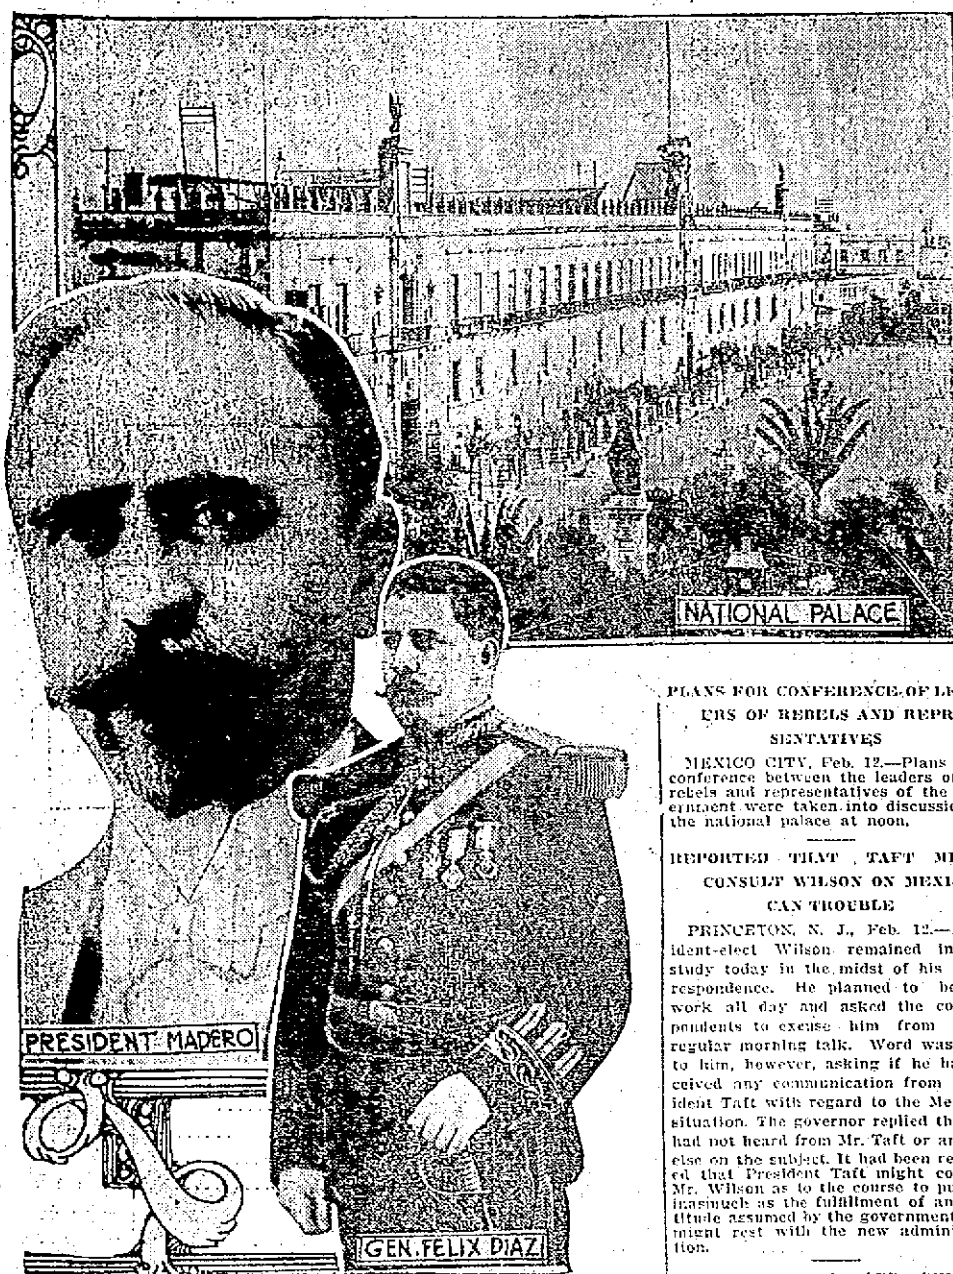 NATIONAL PALACE
PRESIDENT MADERO
GEN. FELIX DIAZ
PLANS FOR CONFERENCE OF LE
ERS OF REBELS AND REPR
SENTATIVES
MEXICO CITY, Feb. 12.—Plans
conference between the leaders o
rebels and representatives of the
ernment were taken into discussi
the national palace at noon.
REPORTED THAT TAFT M
CONSULT WILSON ON MEXI
CAN TROUBLE
PRINCETON, N. J., Feb. 12.—
ident-elect Wilson remained in
study today in the midst of his
respondence. He planned to be
work all day and asked the co
pondents to excuse him from
regular morning talk. Word was
to him, however, asking if he ha
ceived any communication from
ident Taft with regard to the Me
situation. The governor replied th
had not heard from Mr. Taft or an
else on the subject. It had been re
ed that President Taft might co
Mr. Wilson as to the course to pu
inasmuch as the fulfillment of an
titude assumed by the government
might rest with the new admin
tion.